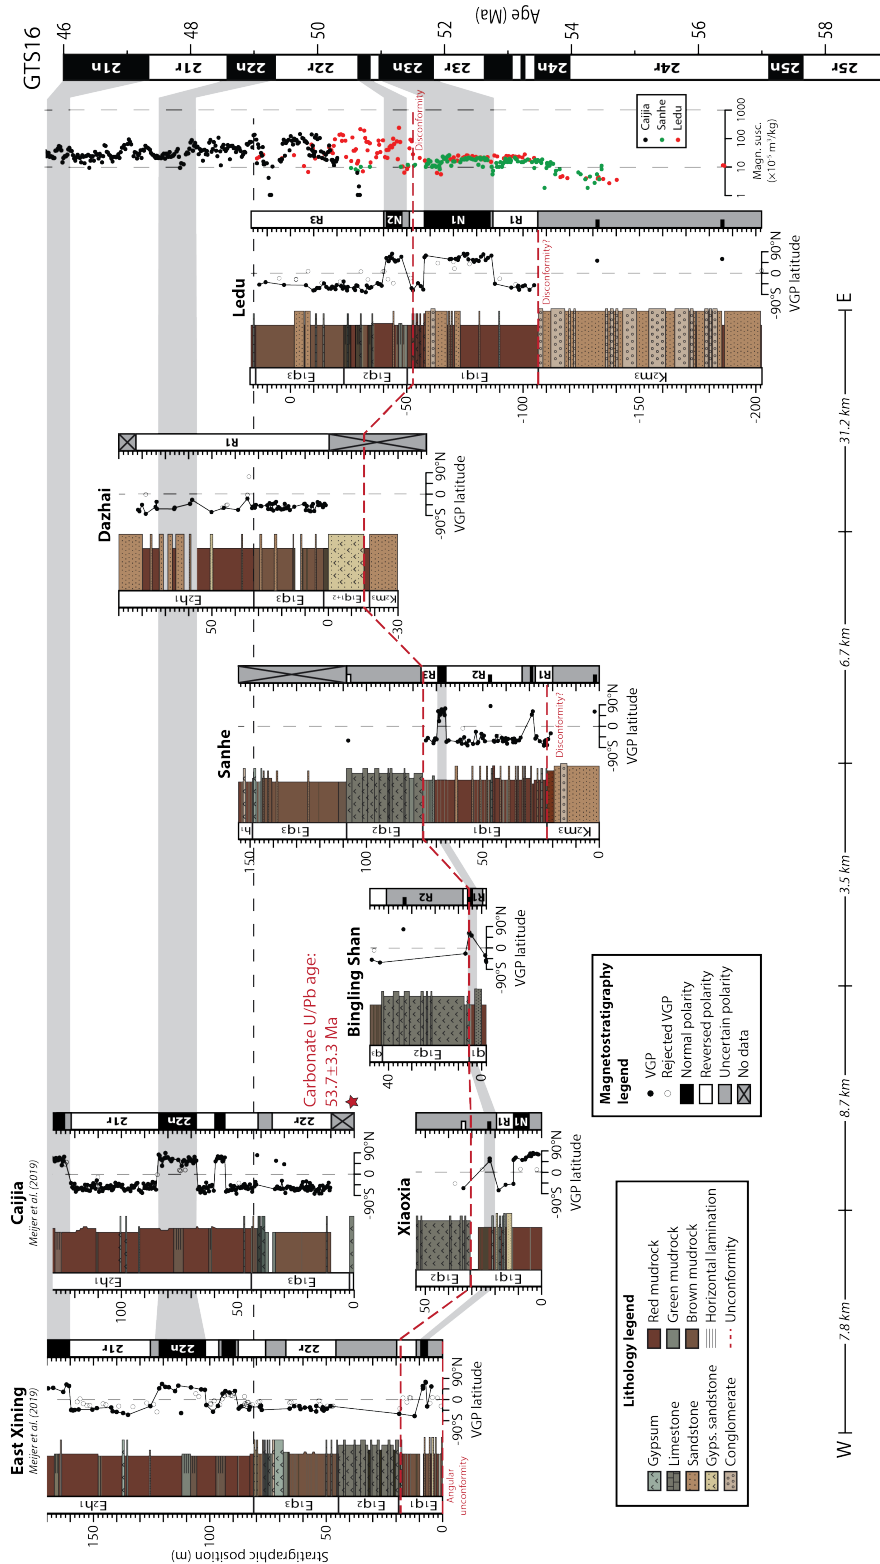 GTS16
Age (Ma)
46
48
50
52
54
56
58
21n
21r
22n
22r
23n
23r
24n
24r
25n
25r
East Xining
Meijer et al. (2019)
Stratigraphic position (m)
150
100
50
0
E2h1
E1q3
E1q2
E1q1
Angular
unconformity
-90°S 0 90°N
VGP latitude
21r
22n
22r
Caijia
Meijer et al. (2019)
100
50
0
E2h1
E1q3
-90°S 0 90°N
VGP latitude
21r
22n
22r
Carbonate U/Pb age:
53.7±3.3 Ma
Xiaoxia
50
0
E1q2
E1q1
-90°S 0 90°N
VGP latitude
R1
N1
Bingling Shan
40
0
q3
E1q2
q1
-90°S 0 90°N
VGP latitude
R2
R1
Sanhe
150
100
50
0
h1
E1q3
E1q2
E1q1
K2m3
Disconformity?
-90°S 0 90°N
VGP latitude
R3
R2
R1
Dazhai
50
0
-30
E2h1
E1q3
E1q1+2
K2m3
-90°S 0 90°N
VGP latitude
R1
Ledu
0
-50
-100
-150
-200
E1q3
E1q2
E1q1
K2m3
Disconformity?
-90°S 0 90°N
VGP latitude
R3
N2
N1
R1
Disconformity
Caijia
Sanhe
Ledu
1 10 100 1000
Magn. susc.
W
7.8 km
8.7 km
3.5 km
6.7 km
31.2 km
E
Lithology legend
Gypsum
Limestone
Sandstone
Gyps. sandstone
Conglomerate
Red mudrock
Green mudrock
Brown mudrock
Horizontal lamination
Unconformity
Magnetostratigraphy
legend
VGP
Rejected VGP
Normal polarity
Reversed polarity
Uncertain polarity
No data